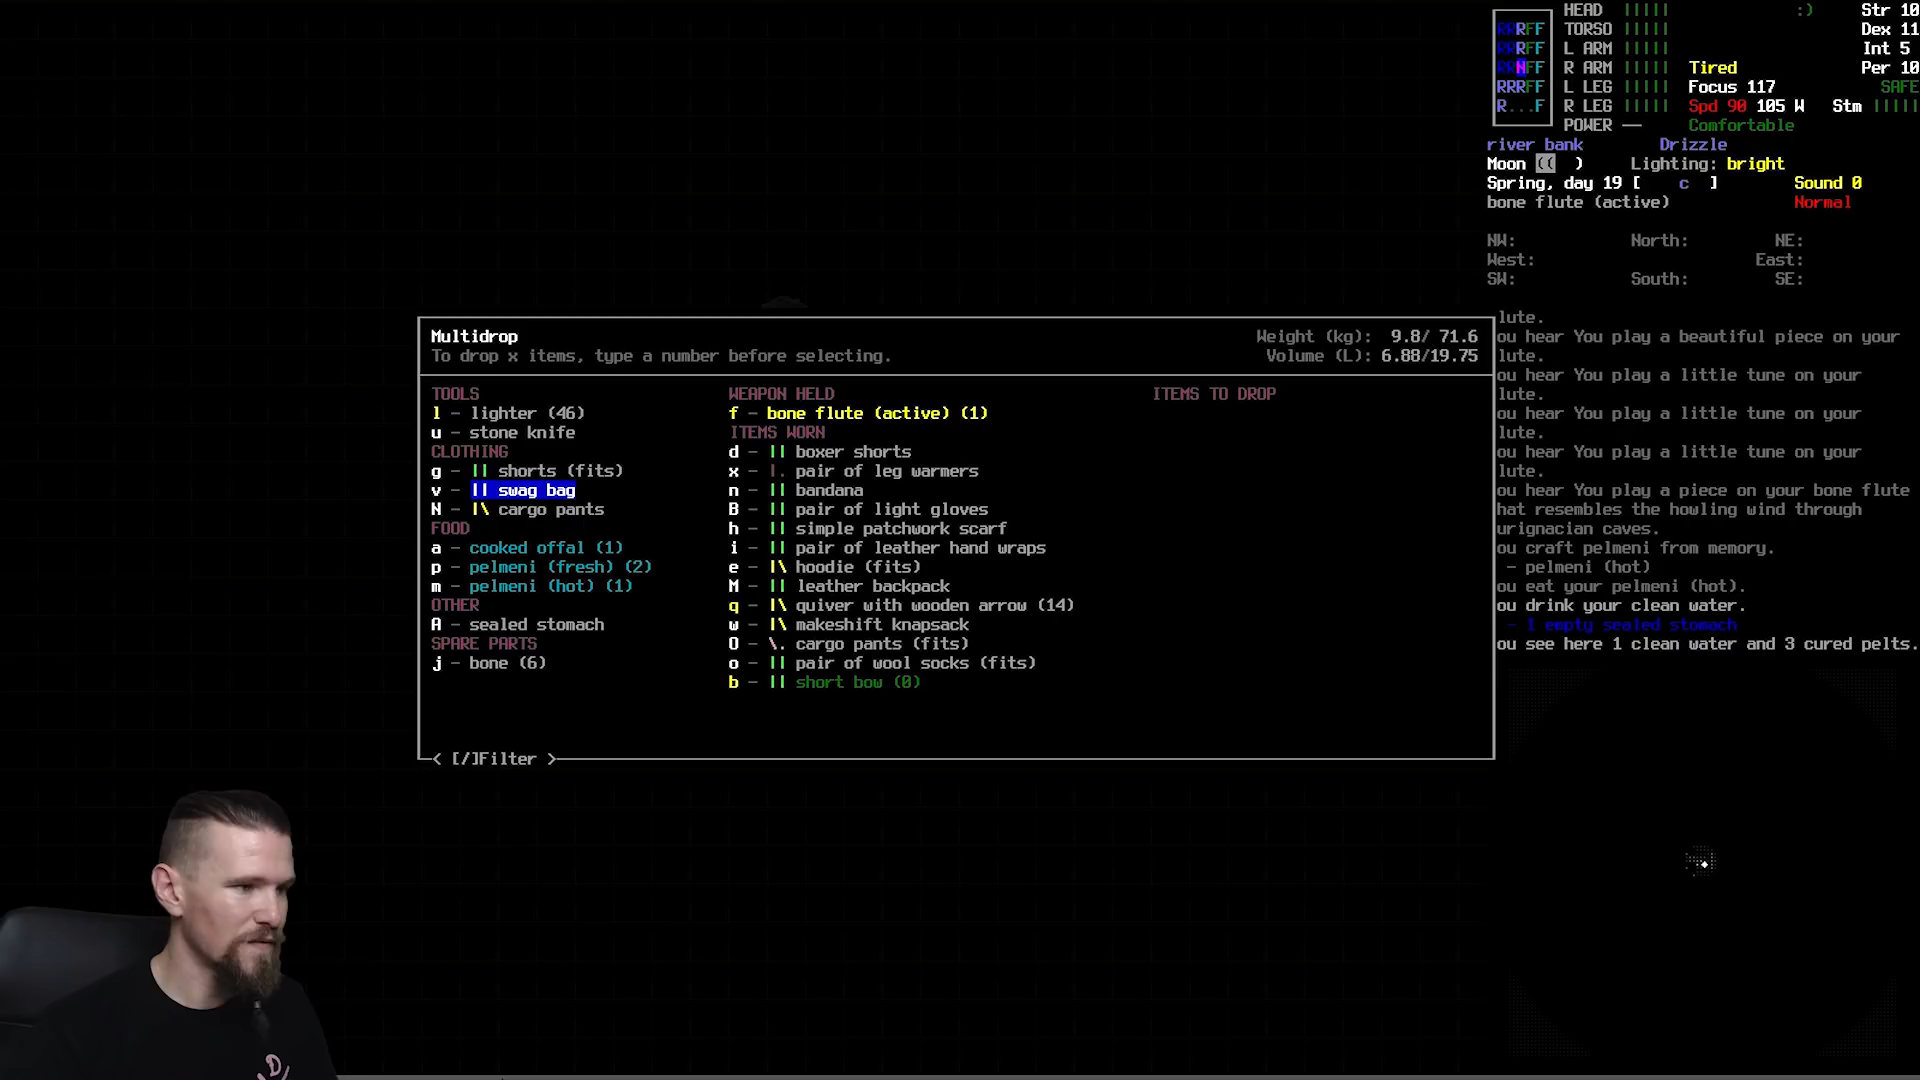 HEAD ||||| :) Str 10
RRRFF TORSO ||||| Dex 11
RRRFF L ARM ||||| Int 5
RRNFF R ARM ||||| Tired Per 10
RRRFF L LEG ||||| Focus 117 SAFE
R...F R LEG ||||| Spd 90 105 W Stm |||||
POWER — Comfortable
river bank Drizzle
Moon (( ) Lighting: bright
Spring, day 19 [ c ] Sound 0
bone flute (active) Normal
NW: North: NE:
West: East:
SW: South: SE:
lute.
ou hear You play a beautiful piece on your
lute.
ou hear You play a little tune on your
lute.
ou hear You play a little tune on your
lute.
ou hear You play a little tune on your
lute.
ou hear You play a piece on your bone flute
hat resembles the howling wind through
urignacian caves.
ou craft pelmeni from memory.
- pelmeni (hot)
ou eat your pelmeni (hot).
ou drink your clean water.
- 1 empty sealed stomach
ou see here 1 clean water and 3 cured pelts.
Multidrop Weight (kg): 9.8/ 71.6
To drop x items, type a number before selecting. Volume (L): 6.88/19.75
TOOLS
l - lighter (46)
u - stone knife
CLOTHING
g - || shorts (fits)
v - || swag bag
N - |\ cargo pants
FOOD
a - cooked offal (1)
p - pelmeni (fresh) (2)
m - pelmeni (hot) (1)
OTHER
A - sealed stomach
SPARE PARTS
j - bone (6)
WEAPON HELD
f - bone flute (active) (1)
ITEMS WORN
d - || boxer shorts
x - |. pair of leg warmers
n - || bandana
B - || pair of light gloves
h - || simple patchwork scarf
i - || pair of leather hand wraps
e - |\ hoodie (fits)
M - || leather backpack
q - |\ quiver with wooden arrow (14)
w - |\ makeshift knapsack
O - \. cargo pants (fits)
o - || pair of wool socks (fits)
b - || short bow (0)
ITEMS TO DROP
< [/]Filter >